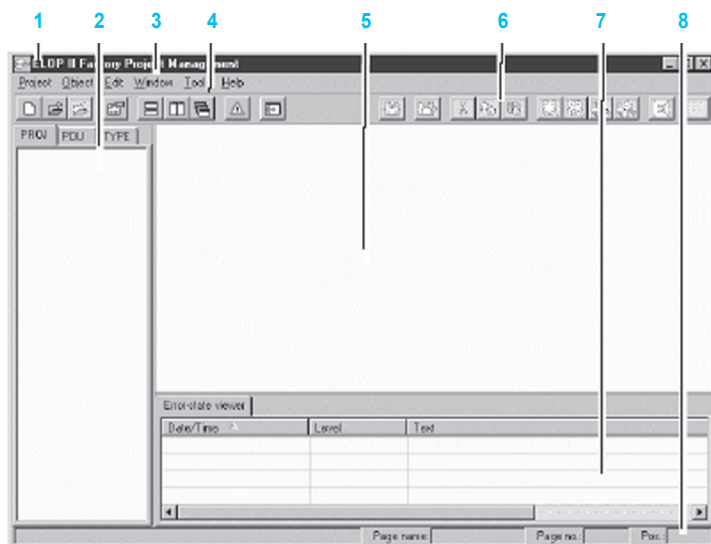 1 2 3 4 5 6 7 8
ELOP II Factory Project Management
Project Object Edit Window Tool Help
PROJ POU TYPE
Error-state viewer
Date/Time Level Text
Page name: Page no.: Pos.: